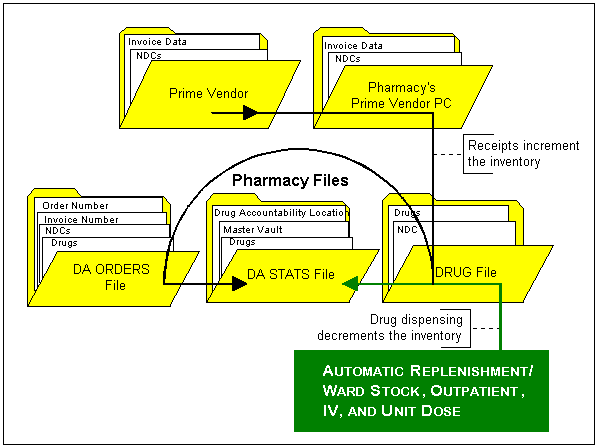 Invoice Data
NDCs
Prime Vendor
Invoice Data
NDCs
Pharmacy's
Prime Vendor PC
Receipts increment
the inventory
Pharmacy Files
Order Number
Invoice Number
NDCs
Drugs
DA ORDERS
File
Drug Accountability Location
Master Vault
Drugs
DA STATS File
Drugs
NDC
DRUG File
Drug dispensing
decrements the inventory
AUTOMATIC REPLENISHMENT/
WARD STOCK, OUTPATIENT,
IV, AND UNIT DOSE